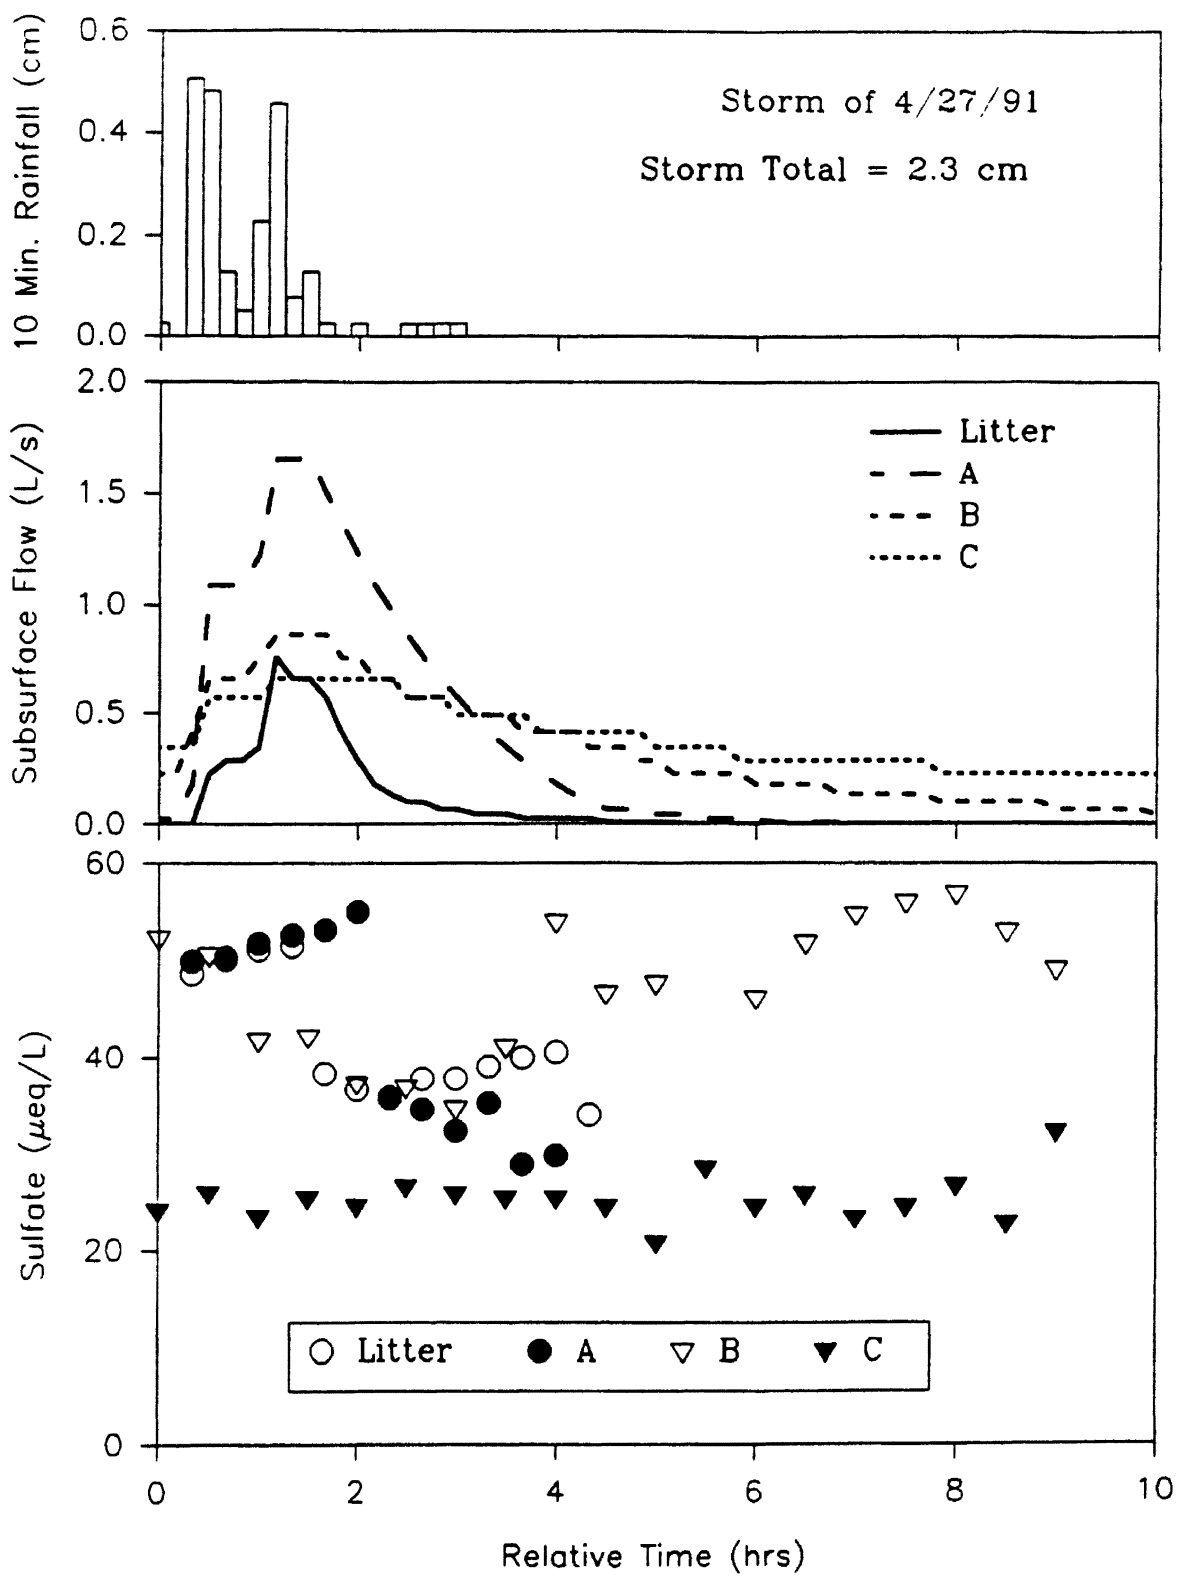 10 Min. Rainfall (cm)
0.6
0.4
0.2
0.0
Storm of 4/27/91
Storm Total = 2.3 cm
Subsurface Flow (L/s)
2.0
1.5
1.0
0.5
0.0
Litter
A
B
C
Sulfate (μeq/L)
60
40
20
0
Litter A B C
0 2 4 6 8 10
Relative Time (hrs)